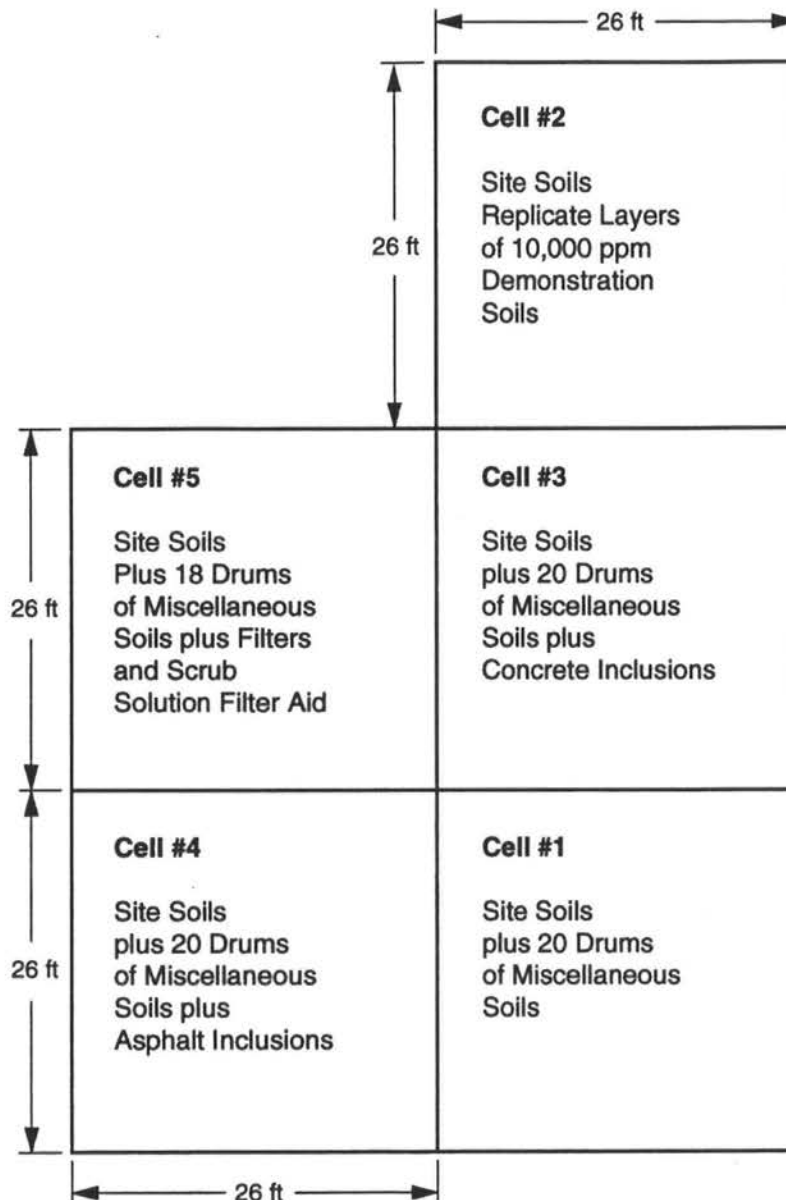 26 ft
26 ft
Cell #2
Site Soils
Replicate Layers
of 10,000 ppm
Demonstration
Soils
26 ft
Cell #5
Site Soils
Plus 18 Drums
of Miscellaneous
Soils plus Filters
and Scrub
Solution Filter Aid
Cell #3
Site Soils
plus 20 Drums
of Miscellaneous
Soils plus
Concrete Inclusions
26 ft
Cell #4
Site Soils
plus 20 Drums
of Miscellaneous
Soils plus
Asphalt Inclusions
Cell #1
Site Soils
plus 20 Drums
of Miscellaneous
Soils
26 ft